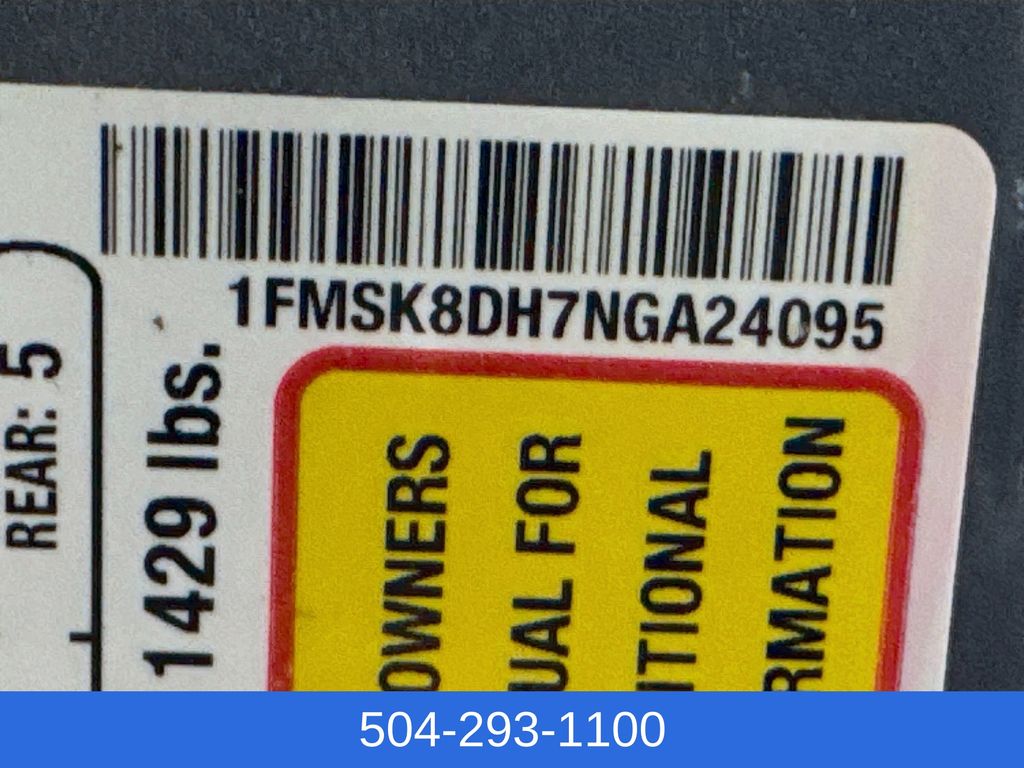 1FMSK8DH7NGA24095
REAR: 5
1429 lbs.
OWNERS
UAL FOR
ITIONAL
RMATION
504-293-1100